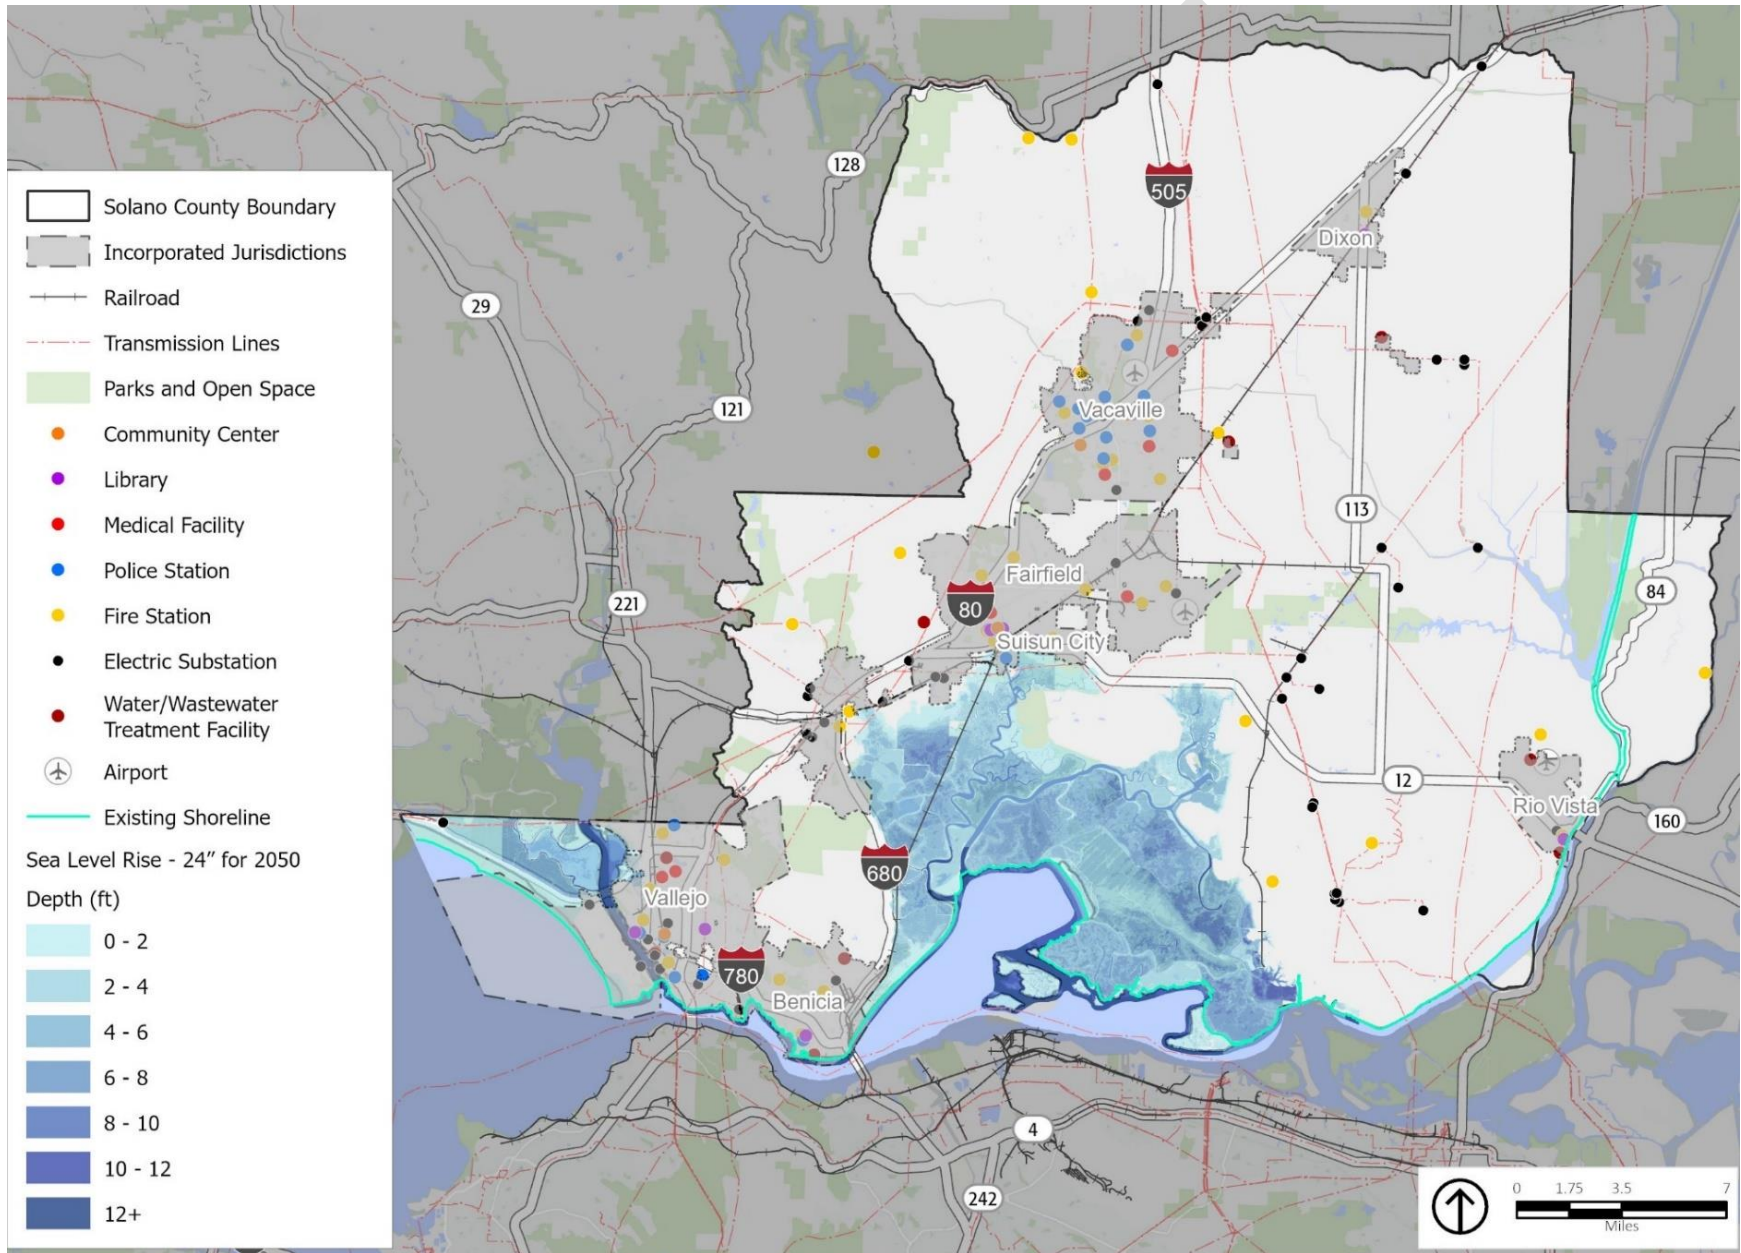 Solano County Boundary
Incorporated Jurisdictions
Railroad
Transmission Lines
Parks and Open Space
Community Center
Library
Medical Facility
Police Station
Fire Station
Electric Substation
Water/Wastewater
Treatment Facility
Airport
Existing Shoreline
Sea Level Rise - 24” for 2050
Depth (ft)
0 - 2
2 - 4
4 - 6
6 - 8
8 - 10
10 - 12
12+
128
505
Dixon
29
121
Vacaville
113
Fairfield
80
221
84
Suisun City
12
Rio Vista
160
680
Vallejo
780
Benicia
4
242
0 1.75 3.5 7
Miles